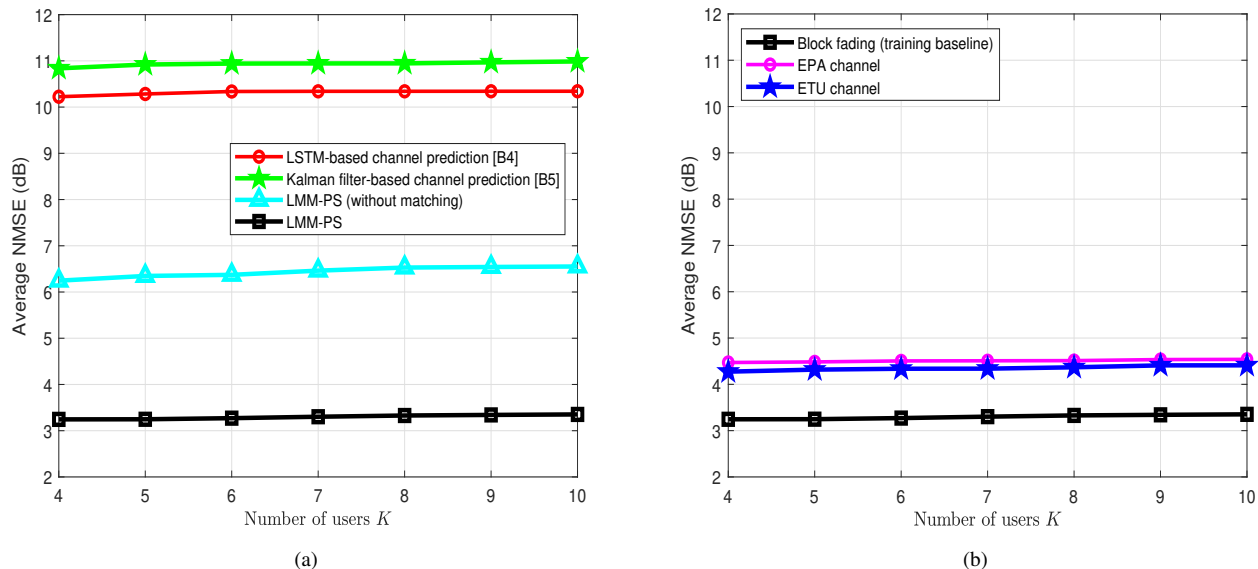 12
11
10
9
8
7
6
5
4
3
2
Average NMSE (dB)
LSTM-based channel prediction [B4]
Kalman filter-based channel prediction [B5]
LMM-PS (without matching)
LMM-PS
4 5 6 7 8 9 10
Number of users K
(a)
12
11
10
9
8
7
6
5
4
3
2
Average NMSE (dB)
Block fading (training baseline)
EPA channel
ETU channel
4 5 6 7 8 9 10
Number of users K
(b)